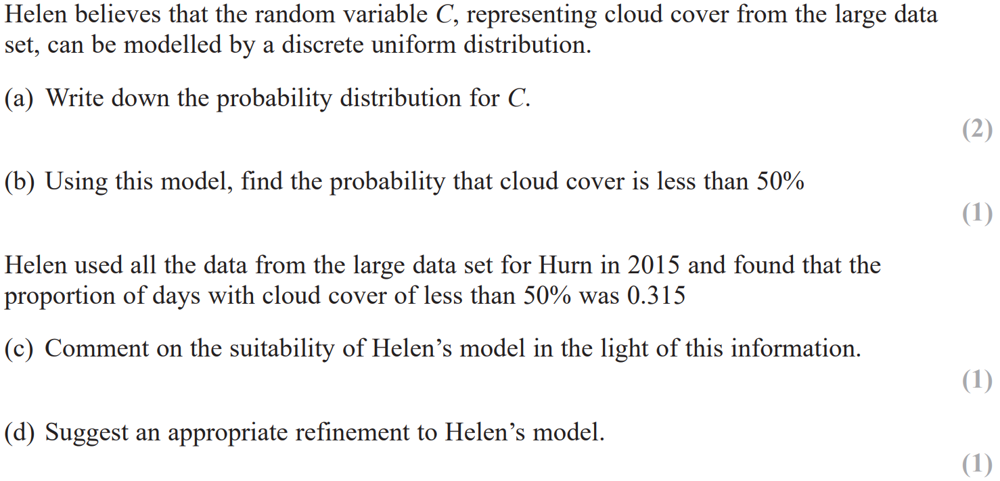 Helen believes that the random variable C, representing cloud cover from the large data
set, can be modelled by a discrete uniform distribution.
(a) Write down the probability distribution for C.
(2)
(b) Using this model, find the probability that cloud cover is less than 50%
(1)
Helen used all the data from the large data set for Hurn in 2015 and found that the
proportion of days with cloud cover of less than 50% was 0.315
(c) Comment on the suitability of Helen’s model in the light of this information.
(1)
(d) Suggest an appropriate refinement to Helen’s model.
(1)